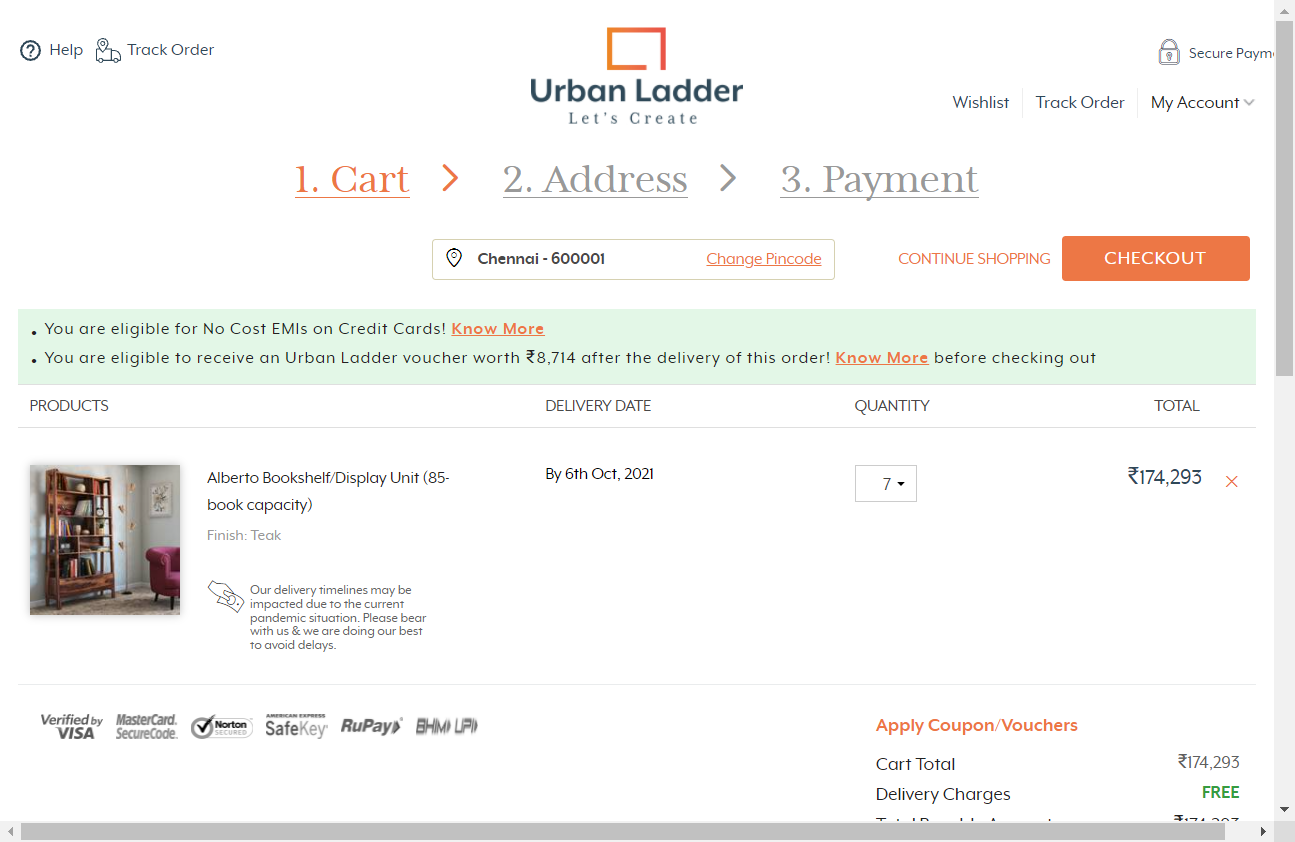 Help
Track Order
Urban Ladder
Let's Create
Secure
Wishlist
Track Order
My Account
1. Cart
2. Address
3. Payment
Chennai - 600001
Change Pincode
CONTINUE SHOPPING
CHECKOUT
• You are eligible for No Cost EMIs on Credit Cards! Know More
• You are eligible to receive an Urban Ladder voucher worth ₹8,714 after the delivery of this order! Know More before checking out
PRODUCTS
DELIVERY DATE
QUANTITY
TOTAL
Alberto Bookshelf/Display Unit (85-
book capacity)
Finish: Teak
By 6th Oct, 2021
7
₹174,293
Our delivery timelines may be
impacted due to the current
pandemic situation. Please bear
with us & we are doing our best
to avoid delays.
Verified by
VISA
MasterCard.
SecureCode.
Norton
SECURED
AMERICAN EXPRESS
SafeKey
RuPay
BHIM UPI
Apply Coupon/Vouchers
Cart Total
₹174,293
Delivery Charges
FREE